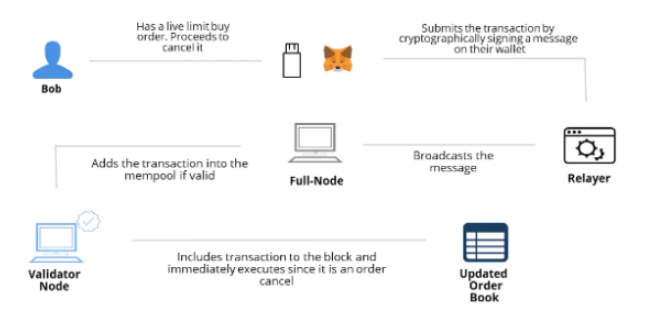 Has a live limit buy
order. Proceeds to
cancel it
Submits the transaction by
cryptographically signing a message
on their wallet
Bob
Adds the transaction into the
mempool if valid
Full-Node
Broadcasts the
message
Relayer
Validator
Node
Includes transaction to the block and
immediately executes since it is an order
cancel
Updated
Order
Book